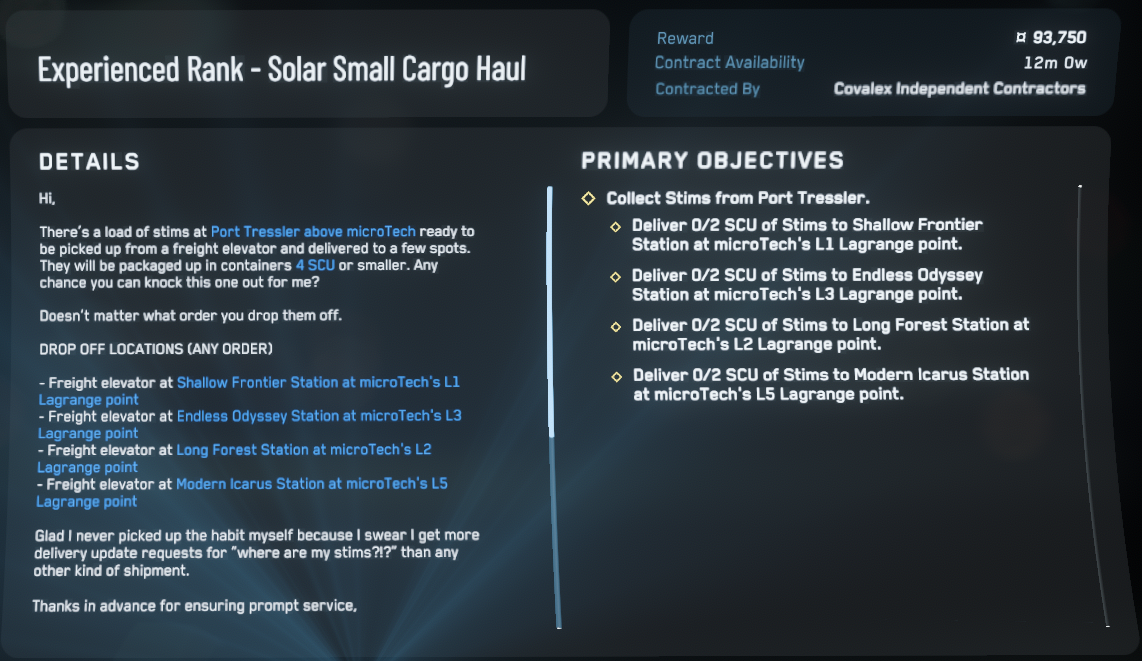 Experienced Rank - Solar Small Cargo Haul
Reward ¤ 93,750
Contract Availability 12m 0w
Contracted By Covalex Independent Contractors
DETAILS
Hi,
There's a load of stims at Port Tressler above microTech ready to
be picked up from a freight elevator and delivered to a few spots.
They will be packaged up in containers 4 SCU or smaller. Any
chance you can knock this one out for me?
Doesn't matter what order you drop them off.
DROP OFF LOCATIONS (ANY ORDER)
- Freight elevator at Shallow Frontier Station at microTech's L1
Lagrange point
- Freight elevator at Endless Odyssey Station at microTech's L3
Lagrange point
- Freight elevator at Long Forest Station at microTech's L2
Lagrange point
- Freight elevator at Modern Icarus Station at microTech's L5
Lagrange point
Glad I never picked up the habit myself because I swear I get more
delivery update requests for "where are my stims?!?" than any
other kind of shipment.
Thanks in advance for ensuring prompt service,
PRIMARY OBJECTIVES
Collect Stims from Port Tressler.
Deliver 0/2 SCU of Stims to Shallow Frontier
Station at microTech's L1 Lagrange point.
Deliver 0/2 SCU of Stims to Endless Odyssey
Station at microTech's L3 Lagrange point.
Deliver 0/2 SCU of Stims to Long Forest Station at
microTech's L2 Lagrange point.
Deliver 0/2 SCU of Stims to Modern Icarus Station
at microTech's L5 Lagrange point.